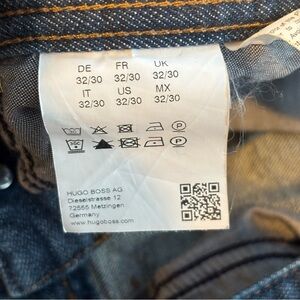 DE FR UK
32/30 32/30 32/30
IT US MX
32/30 32/30 32/30
HUGO BOSS AG
Dieselstrasse 12
72555 Metzingen
Germany
www.hugoboss.com